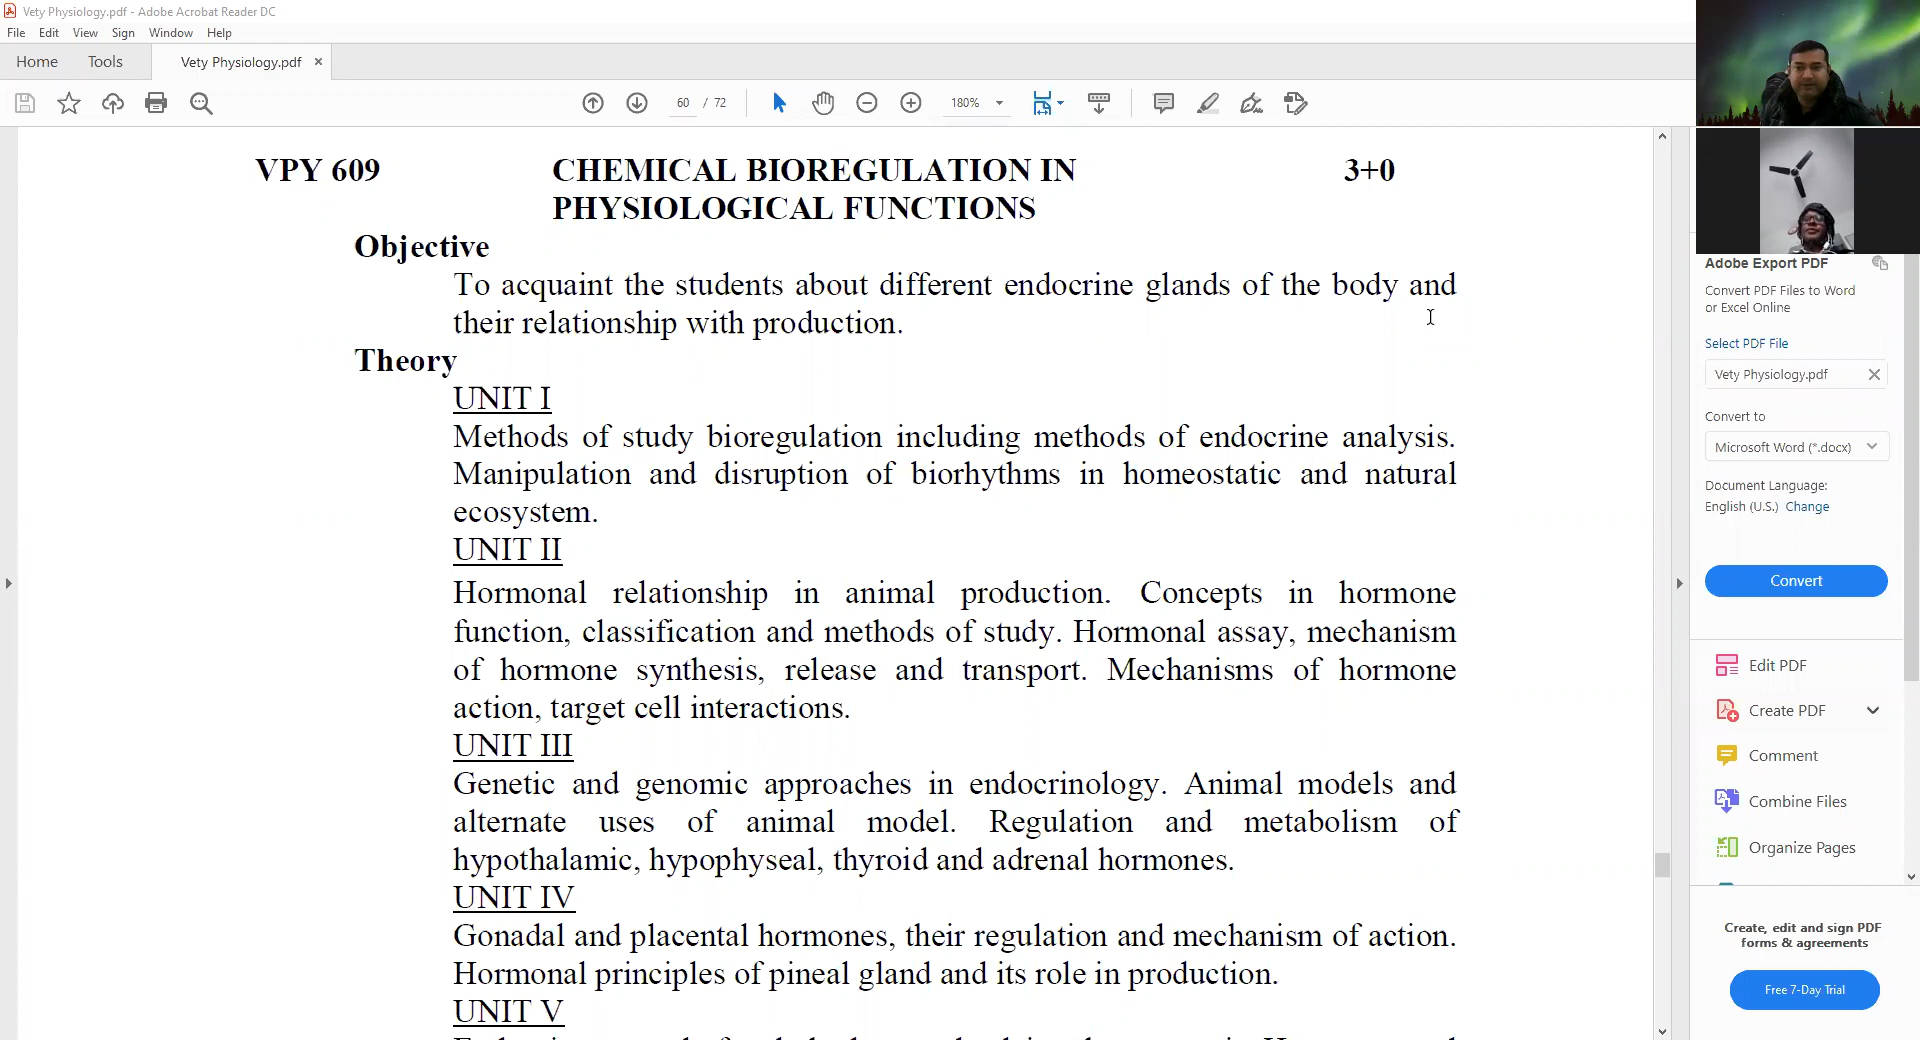 Vety Physiology.pdf - Adobe Acrobat Reader DC
File Edit View Sign Window Help
Home Tools Vety Physiology.pdf ×
60 / 72 180%
VPY 609 CHEMICAL BIOREGULATION IN 3+0
PHYSIOLOGICAL FUNCTIONS
Objective
To acquaint the students about different endocrine glands of the body and
their relationship with production.
Theory
UNIT I
Methods of study bioregulation including methods of endocrine analysis.
Manipulation and disruption of biorhythms in homeostatic and natural
ecosystem.
UNIT II
Hormonal relationship in animal production. Concepts in hormone
function, classification and methods of study. Hormonal assay, mechanism
of hormone synthesis, release and transport. Mechanisms of hormone
action, target cell interactions.
UNIT III
Genetic and genomic approaches in endocrinology. Animal models and
alternate uses of animal model. Regulation and metabolism of
hypothalamic, hypophyseal, thyroid and adrenal hormones.
UNIT IV
Gonadal and placental hormones, their regulation and mechanism of action.
Hormonal principles of pineal gland and its role in production.
UNIT V
Adobe Export PDF
Convert PDF Files to Word
or Excel Online
Select PDF File
Vety Physiology.pdf
Convert to
Microsoft Word (*.docx)
Document Language:
English (U.S.) Change
Convert
Edit PDF
Create PDF
Comment
Combine Files
Organize Pages
Create, edit and sign PDF
forms & agreements
Free 7-Day Trial